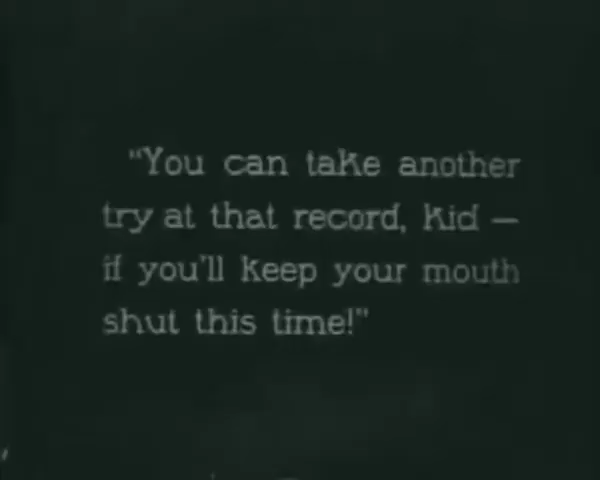 "You can take another
try at that record, kid —
if you'll keep your mouth
shut this time!"